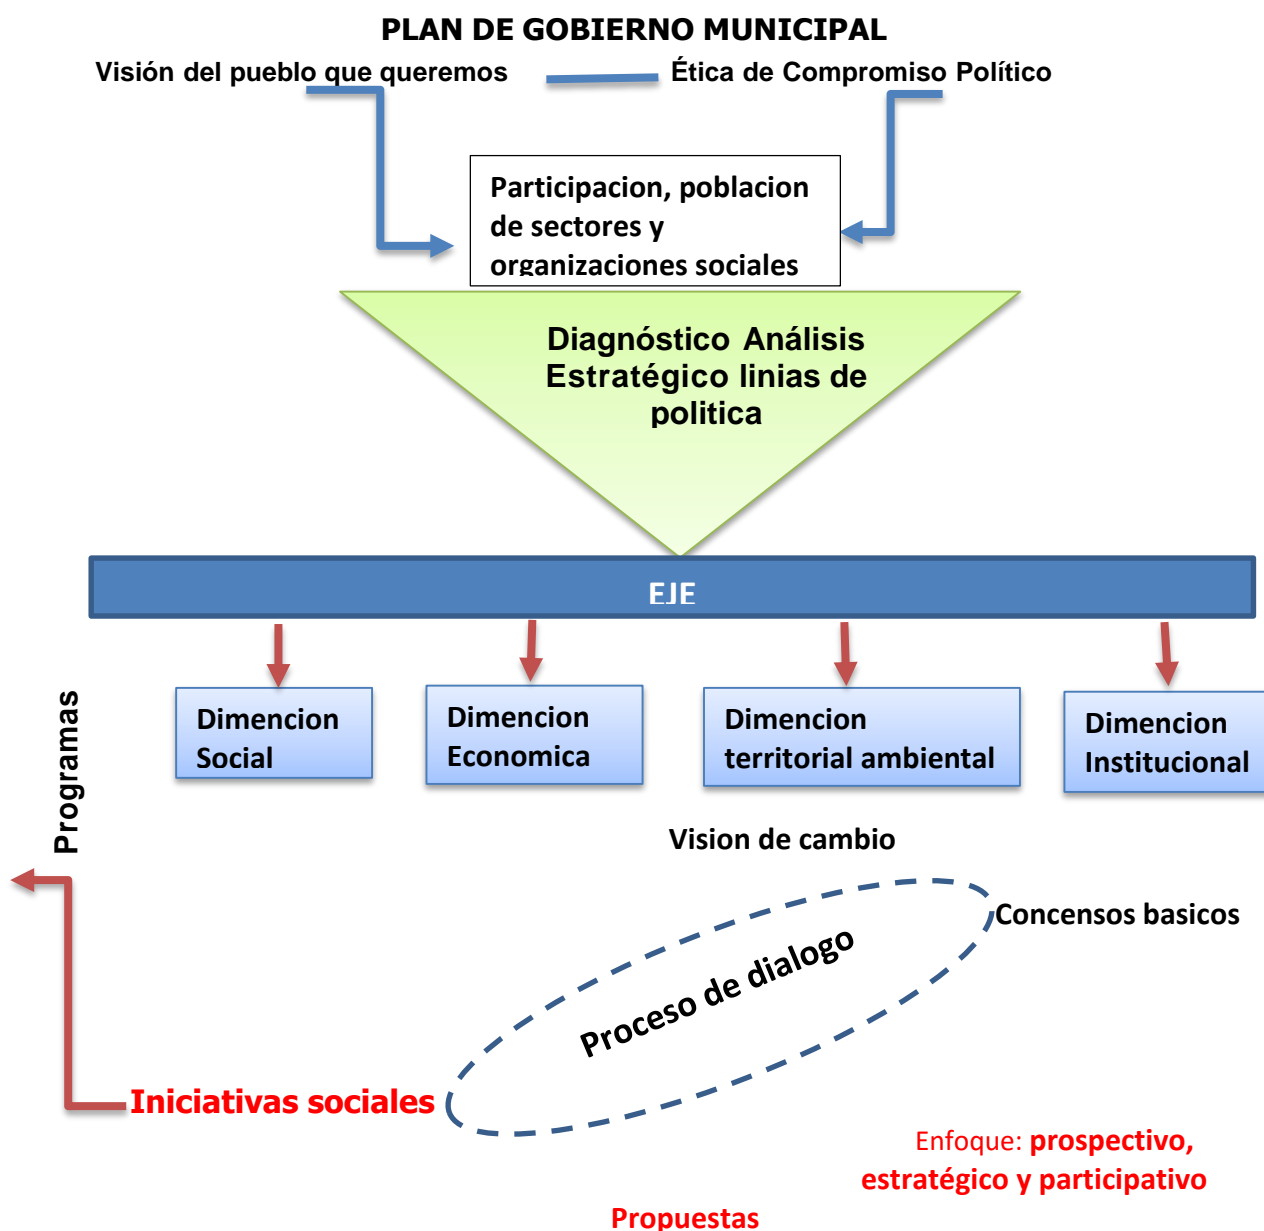 PLAN DE GOBIERNO MUNICIPAL
Visión del pueblo que queremos
Ética de Compromiso Político
Participacion, poblacion
de sectores y
organizaciones sociales
Diagnóstico Análisis
Estratégico linias de
politica
EJE
Programas
Dimencion
Social
Dimencion
Economica
Dimencion
territorial ambiental
Dimencion
Institucional
Vision de cambio
Concensos basicos
Proceso de dialogo
Iniciativas sociales
Enfoque: prospectivo,
estratégico y participativo
Propuestas